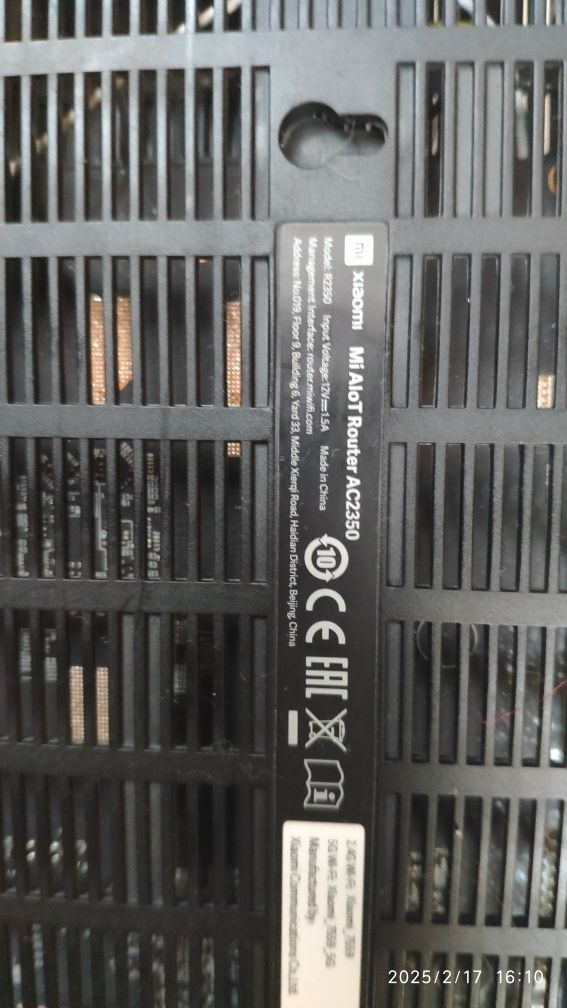 mi xiaomi Mi AIoT Router AC2350
Model: R2350 Input Voltage:12V⎓1.5A Made in China
Management Interface: router.miwifi.com
Address: No.019, Floor 9, Building 6, Yard 33, Middle Xierqi Road, Haidian District, Beijing, China
10
CE EAC
i
2.4G Wi-Fi: Xiaomi_7559
5G Wi-Fi: Xiaomi_7559_5G
Manufactured by:
Xiaomi Communications Co., Ltd.
2025/2/17 16:10